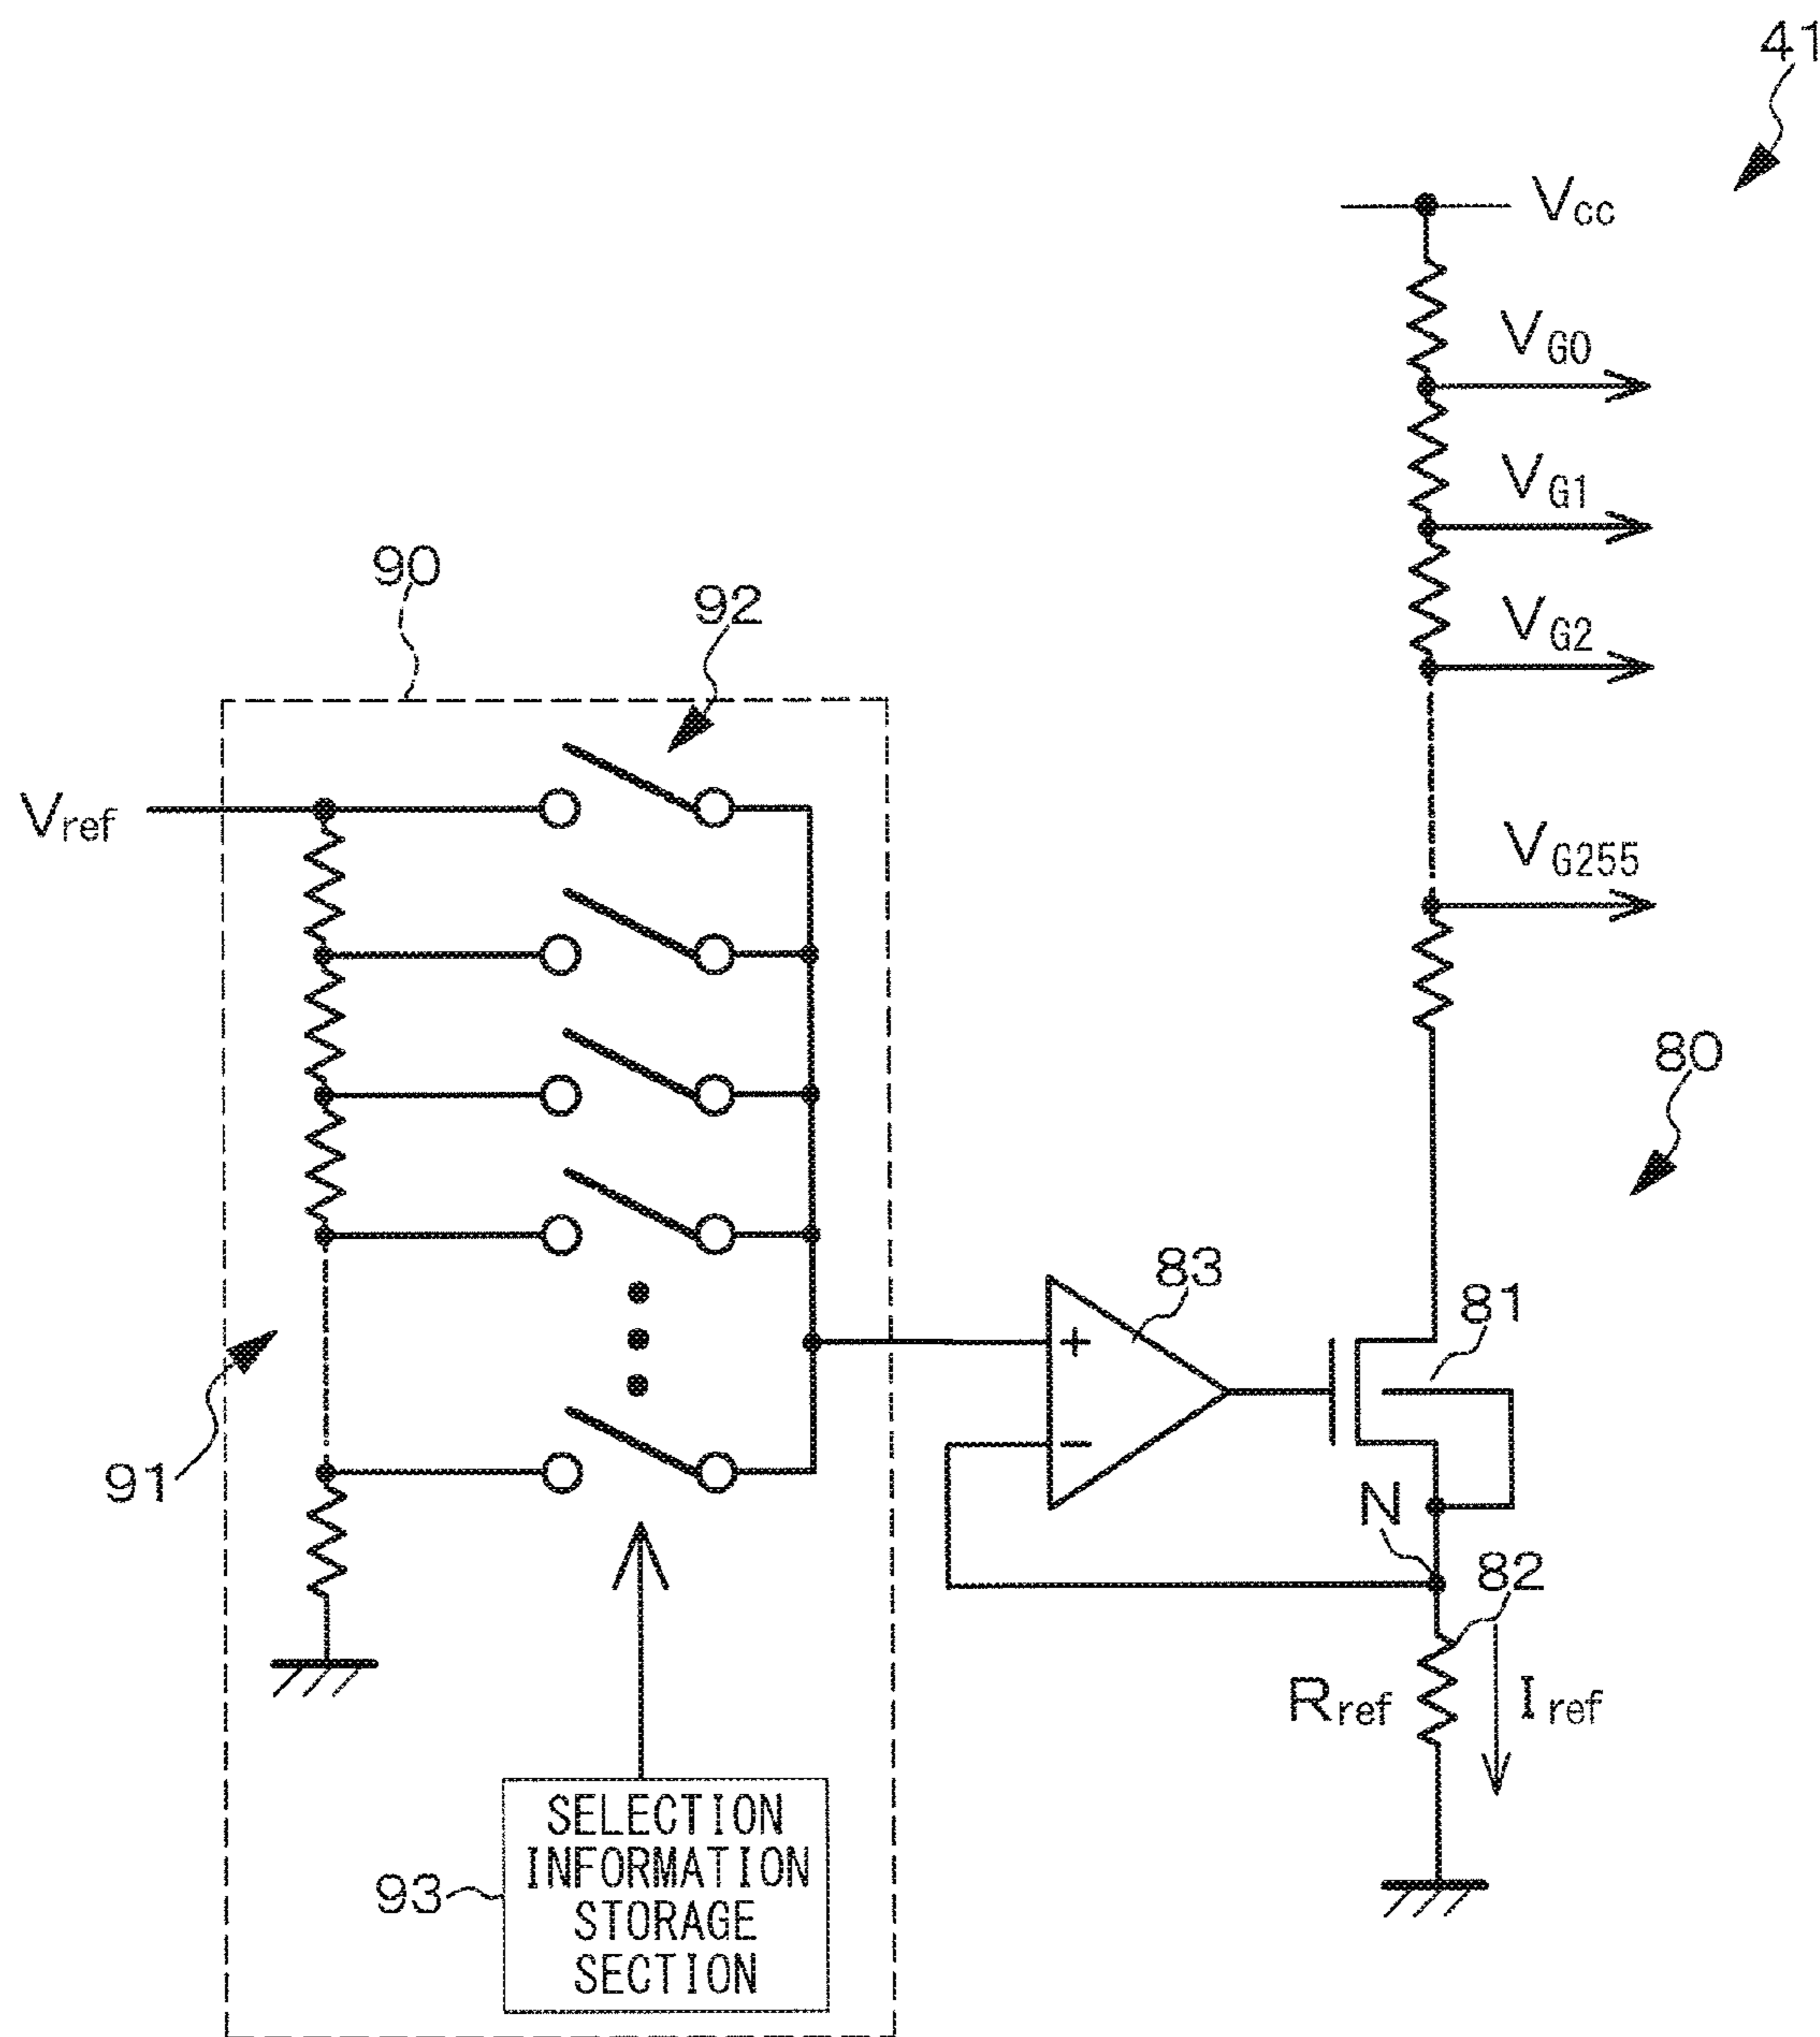 41
Vcc
VG0
VG1
VG2
VG255
90
92
Vref
80
83
81
91
N
82
Rref
Iref
93
SELECTION
INFORMATION
STORAGE
SECTION
+
−